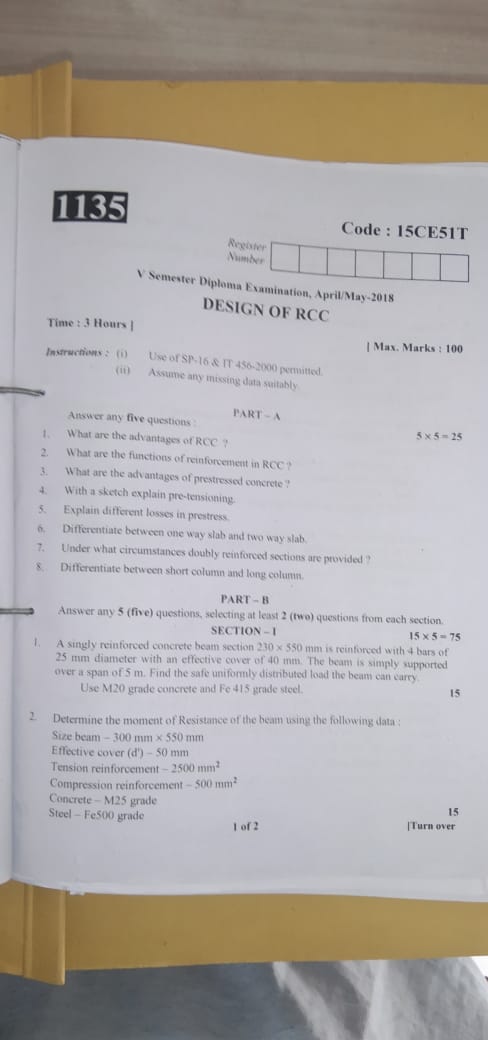 1135
Code : 15CE51T
Register
Number
V Semester Diploma Examination, April/May-2018
DESIGN OF RCC
Time : 3 Hours ]
[ Max. Marks : 100
Instructions : (i) Use of SP-16 & IT 456-2000 permitted.
(ii) Assume any missing data suitably.
PART – A
Answer any five questions :
5 × 5 = 25
1. What are the advantages of RCC ?
2. What are the functions of reinforcement in RCC ?
3. What are the advantages of prestressed concrete ?
4. With a sketch explain pre-tensioning.
5. Explain different losses in prestress.
6. Differentiate between one way slab and two way slab.
7. Under what circumstances doubly reinforced sections are provided ?
8. Differentiate between short column and long column.
PART – B
Answer any 5 (five) questions, selecting at least 2 (two) questions from each section.
SECTION – I
15 × 5 = 75
1. A singly reinforced concrete beam section 230 × 550 mm is reinforced with 4 bars of
25 mm diameter with an effective cover of 40 mm. The beam is simply supported
over a span of 5 m. Find the safe uniformly distributed load the beam can carry.
Use M20 grade concrete and Fe 415 grade steel.
15
2. Determine the moment of Resistance of the beam using the following data :
Size beam – 300 mm × 550 mm
Effective cover (d') – 50 mm
Tension reinforcement – 2500 mm²
Compression reinforcement – 500 mm²
Concrete – M25 grade
Steel – Fe500 grade
15
1 of 2
[Turn over